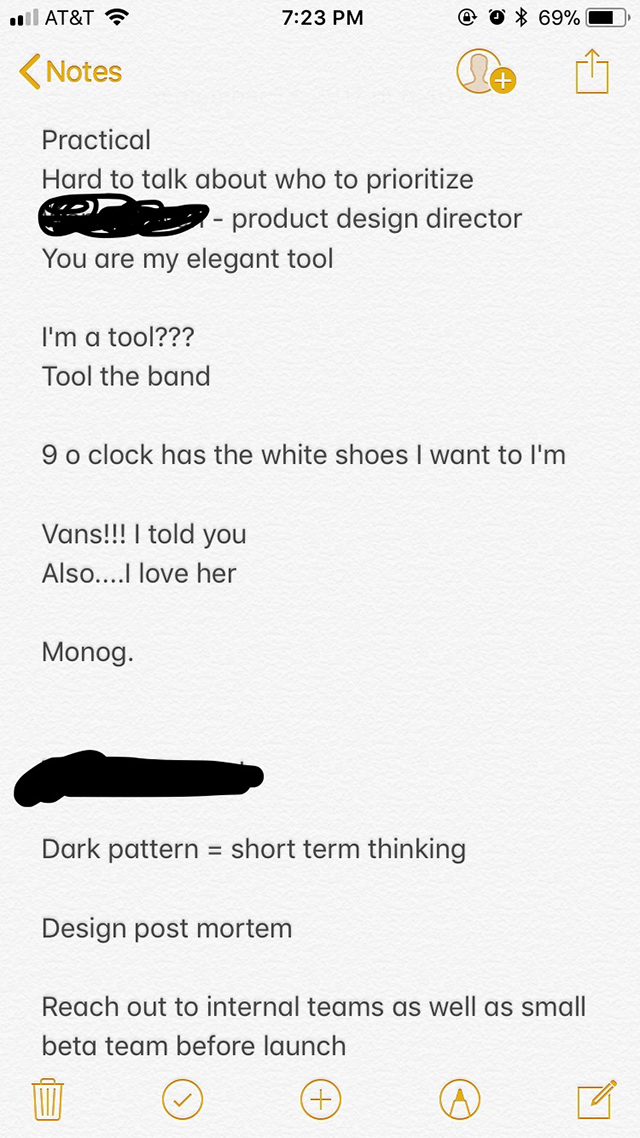 AT&T 7:23 PM 69%
Notes
Practical
Hard to talk about who to prioritize
- product design director
You are my elegant tool
I'm a tool???
Tool the band
9 o clock has the white shoes I want to I'm
Vans!!! I told you
Also....I love her
Monog.
Dark pattern = short term thinking
Design post mortem
Reach out to internal teams as well as small
beta team before launch